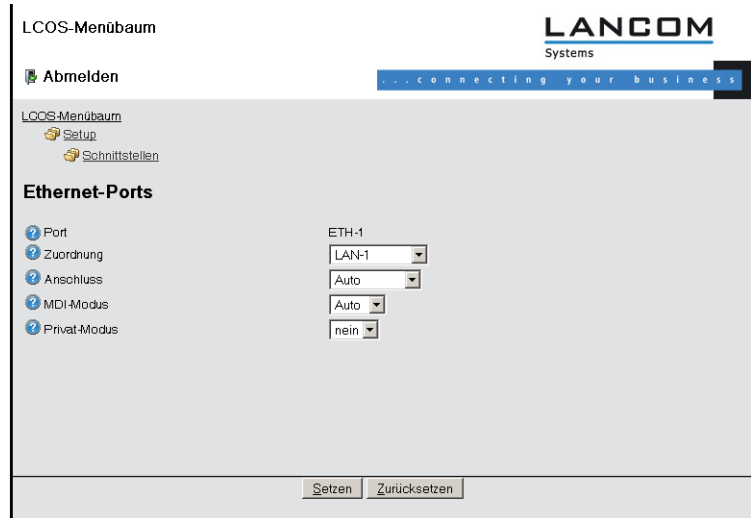 LCOS-Menübaum
LANCOM
Systems
Abmelden
...connecting your business
LCOS-Menübaum
Setup
Schnittstellen
Ethernet-Ports
Port ETH-1
Zuordnung LAN-1
Anschluss Auto
MDI-Modus Auto
Privat-Modus nein
Setzen Zurücksetzen